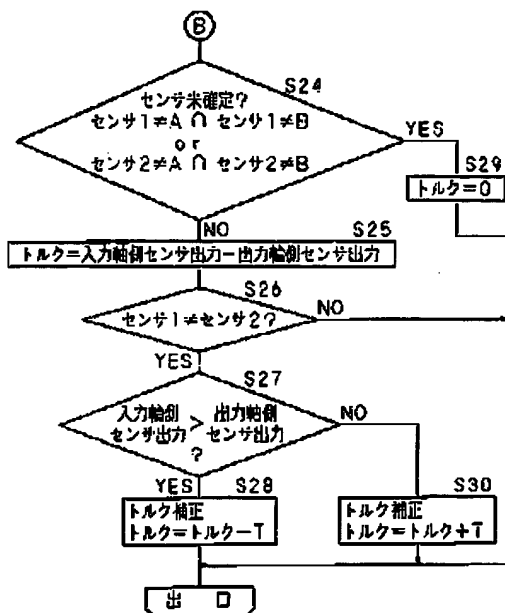 B
S24
センサ未確定?
センサ1≠A ∩ センサ1≠B
or
センサ2≠A ∩ センサ2≠B
YES
S29
トルク=0
NO
S25
トルク=入力軸側センサ出力-出力輪側センサ出力
S26
センサ1≠センサ2?
NO
YES
S27
入力軸側
センサ出力
>
出力軸側
センサ出力
?
NO
YES
S28
トルク補正
トルク=トルク-T
S30
トルク補正
トルク=トルク+T
出 口